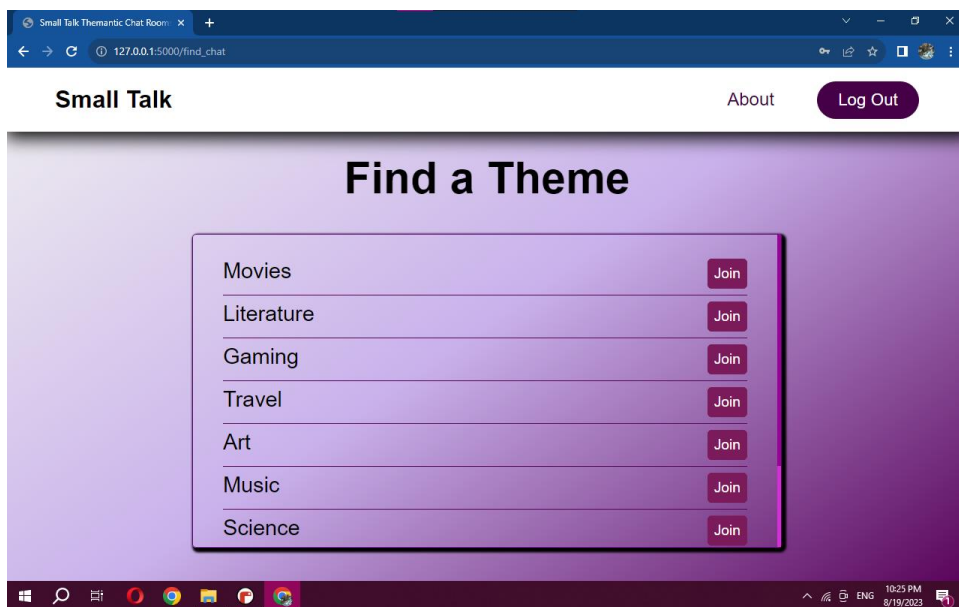 Small Talk Themantic Chat Room
127.0.0.1:5000/find_chat
Small Talk
About
Log Out
Find a Theme
Movies
Join
Literature
Join
Gaming
Join
Travel
Join
Art
Join
Music
Join
Science
Join
ENG
10:25 PM
8/19/2023